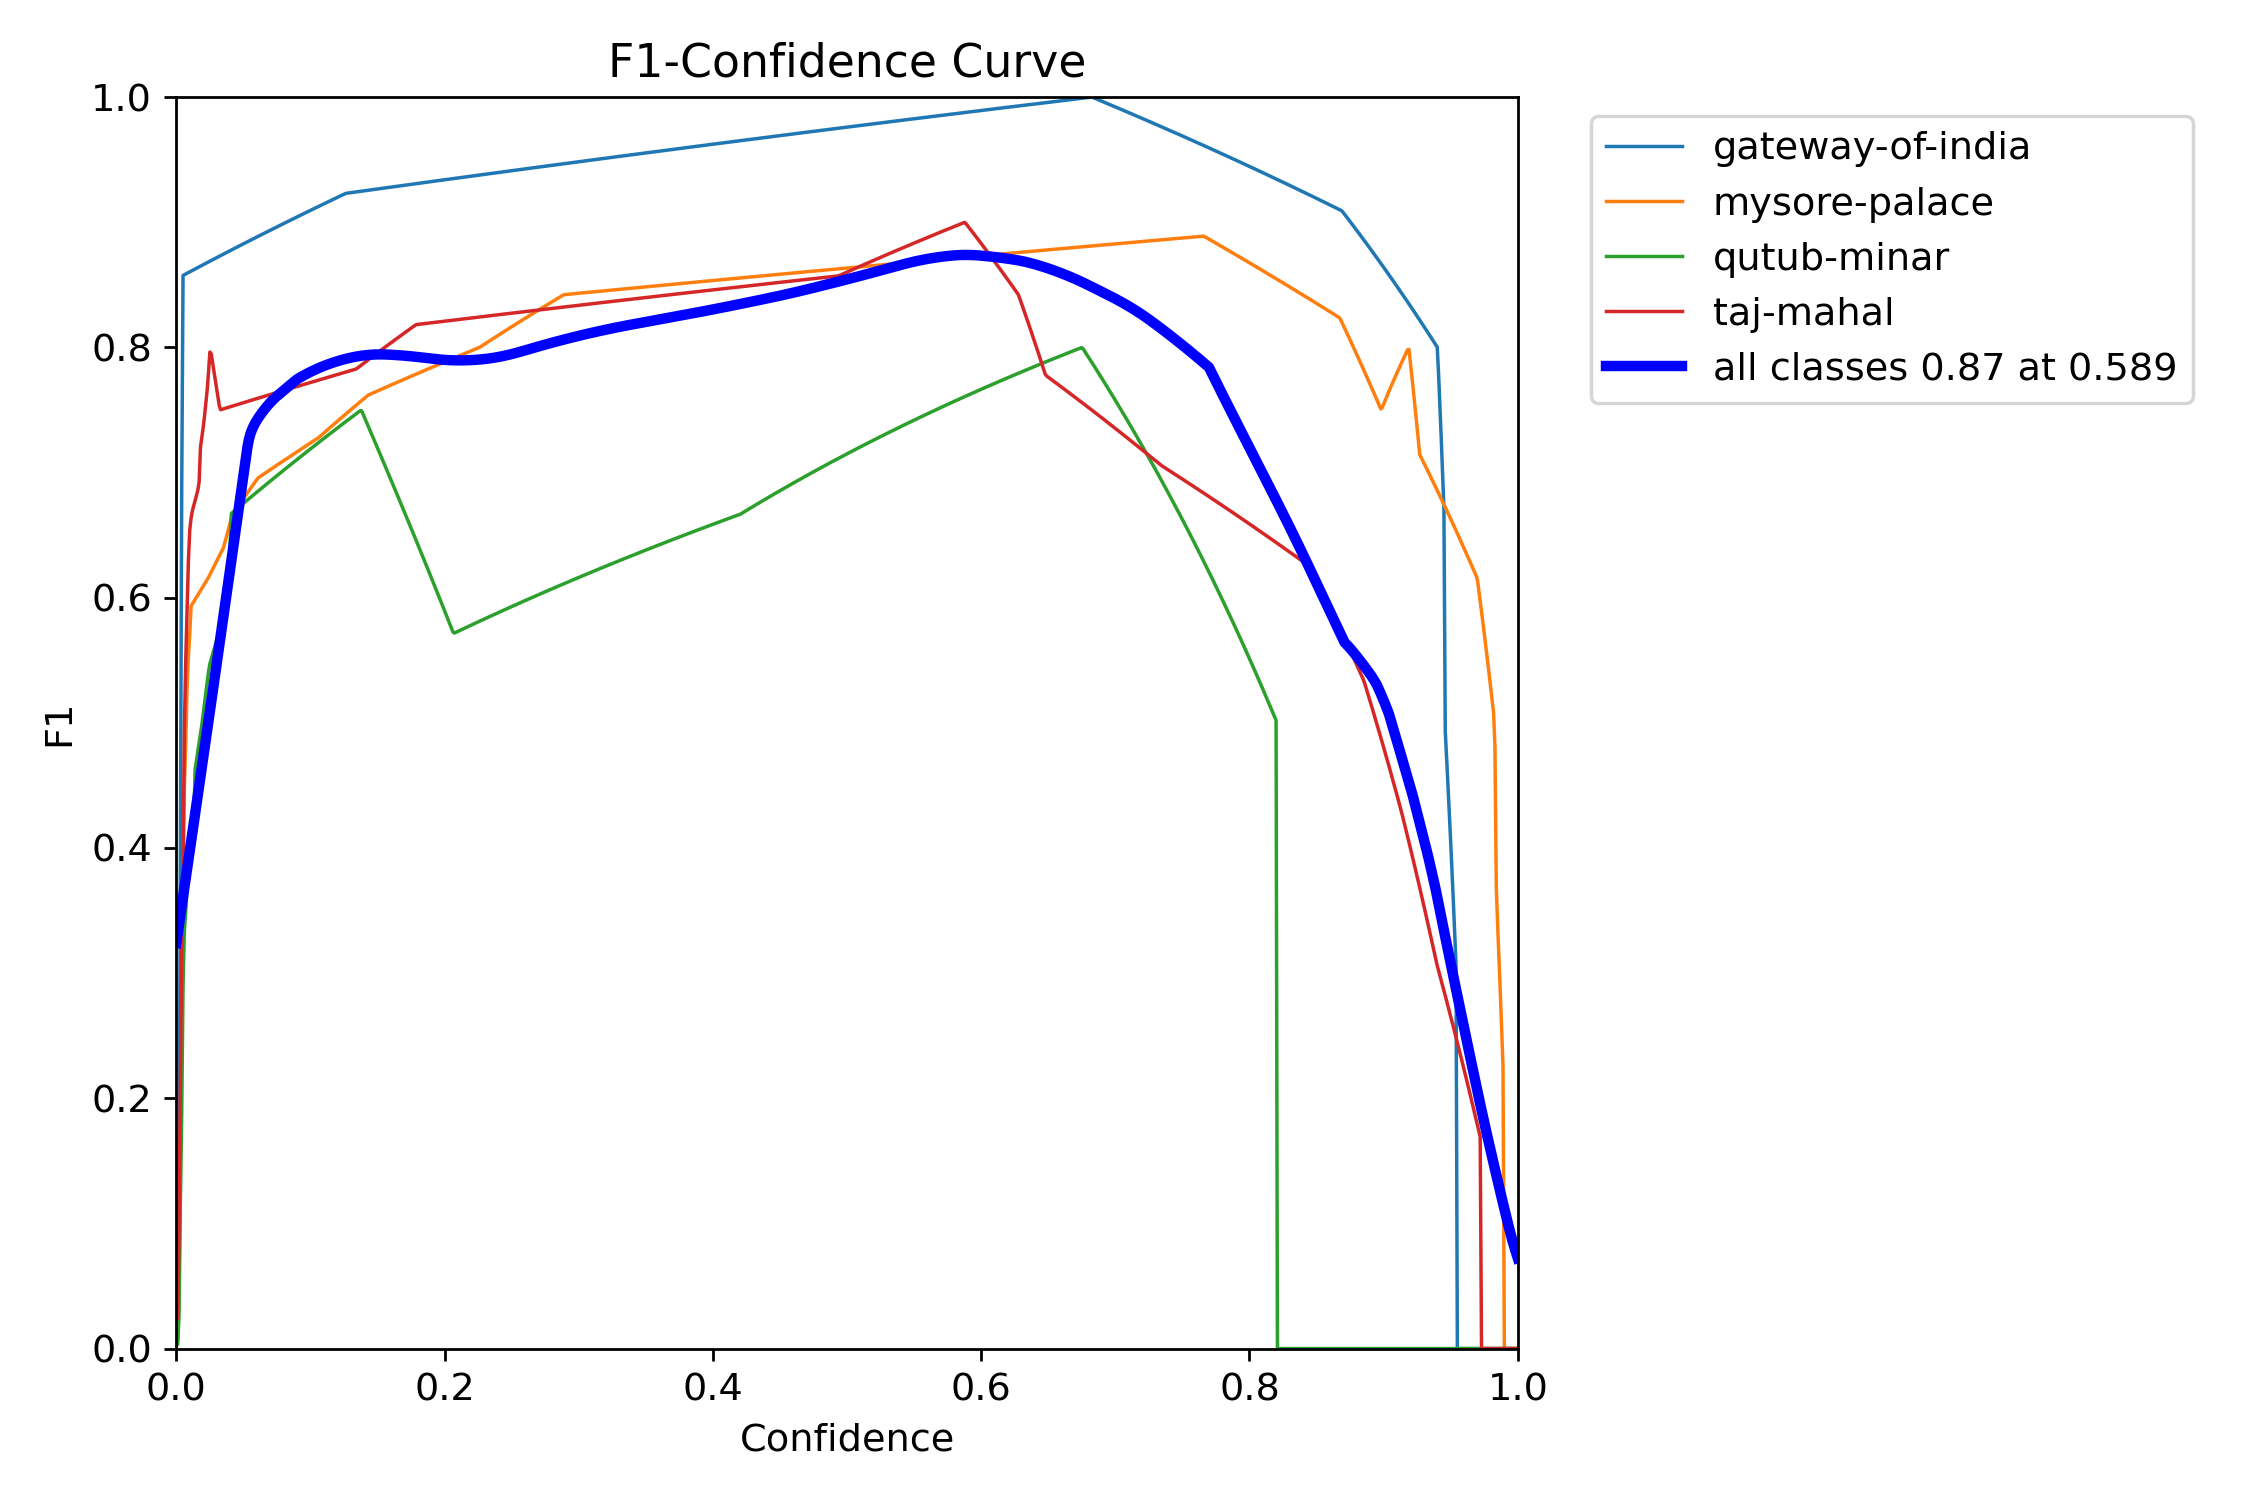 F1-Confidence Curve
1.0
0.8
0.6
0.4
0.2
0.0
F1
0.0 0.2 0.4 0.6 0.8 1.0
Confidence
gateway-of-india
mysore-palace
qutub-minar
taj-mahal
all classes 0.87 at 0.589